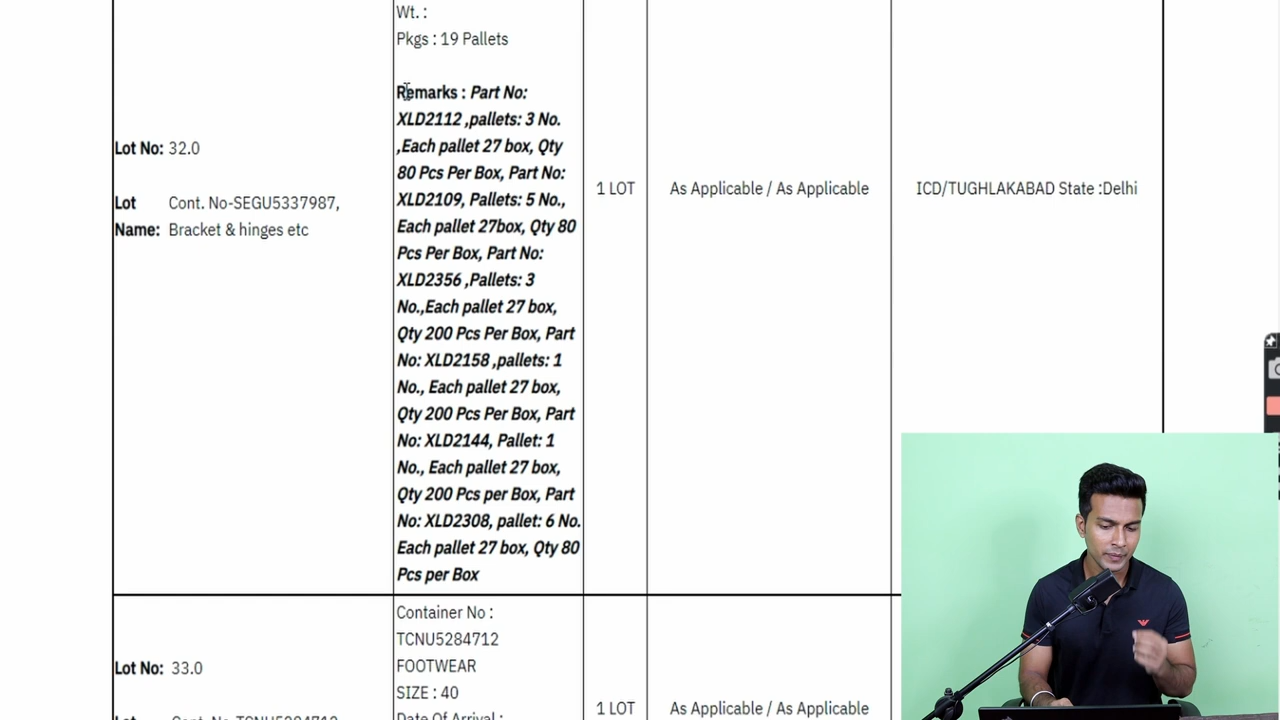 Wt. :
Pkgs : 19 Pallets
Remarks : Part No:
XLD2112 ,pallets: 3 No.
,Each pallet 27 box, Qty
80 Pcs Per Box, Part No:
XLD2109, Pallets: 5 No.,
Each pallet 27box, Qty 80
Pcs Per Box, Part No:
XLD2356 ,Pallets: 3
No.,Each pallet 27 box,
Qty 200 Pcs Per Box, Part
No: XLD2158 ,pallets: 1
No., Each pallet 27 box,
Qty 200 Pcs Per Box, Part
No: XLD2144, Pallet: 1
No., Each pallet 27 box,
Qty 200 Pcs per Box, Part
No: XLD2308, pallet: 6 No.
Each pallet 27 box, Qty 80
Pcs per Box
Lot No: 32.0
Lot Name: Cont. No-SEGU5337987,
Bracket & hinges etc
1 LOT
As Applicable / As Applicable
ICD/TUGHLAKABAD State :Delhi
Lot No: 33.0
Container No :
TCNU5284712
FOOTWEAR
SIZE : 40
Date Of Arrival :
Cont. No-TCNU5284712
1 LOT
As Applicable / As Applicable